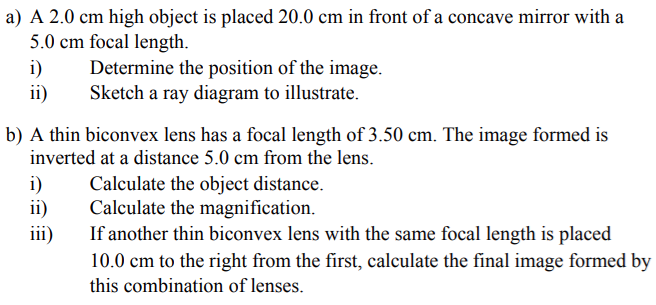 a) A 2.0 cm high object is placed 20.0 cm in front of a concave mirror with a
5.0 cm focal length.
i) Determine the position of the image.
ii) Sketch a ray diagram to illustrate.
b) A thin biconvex lens has a focal length of 3.50 cm. The image formed is
inverted at a distance 5.0 cm from the lens.
i) Calculate the object distance.
ii) Calculate the magnification.
iii) If another thin biconvex lens with the same focal length is placed
10.0 cm to the right from the first, calculate the final image formed by
this combination of lenses.